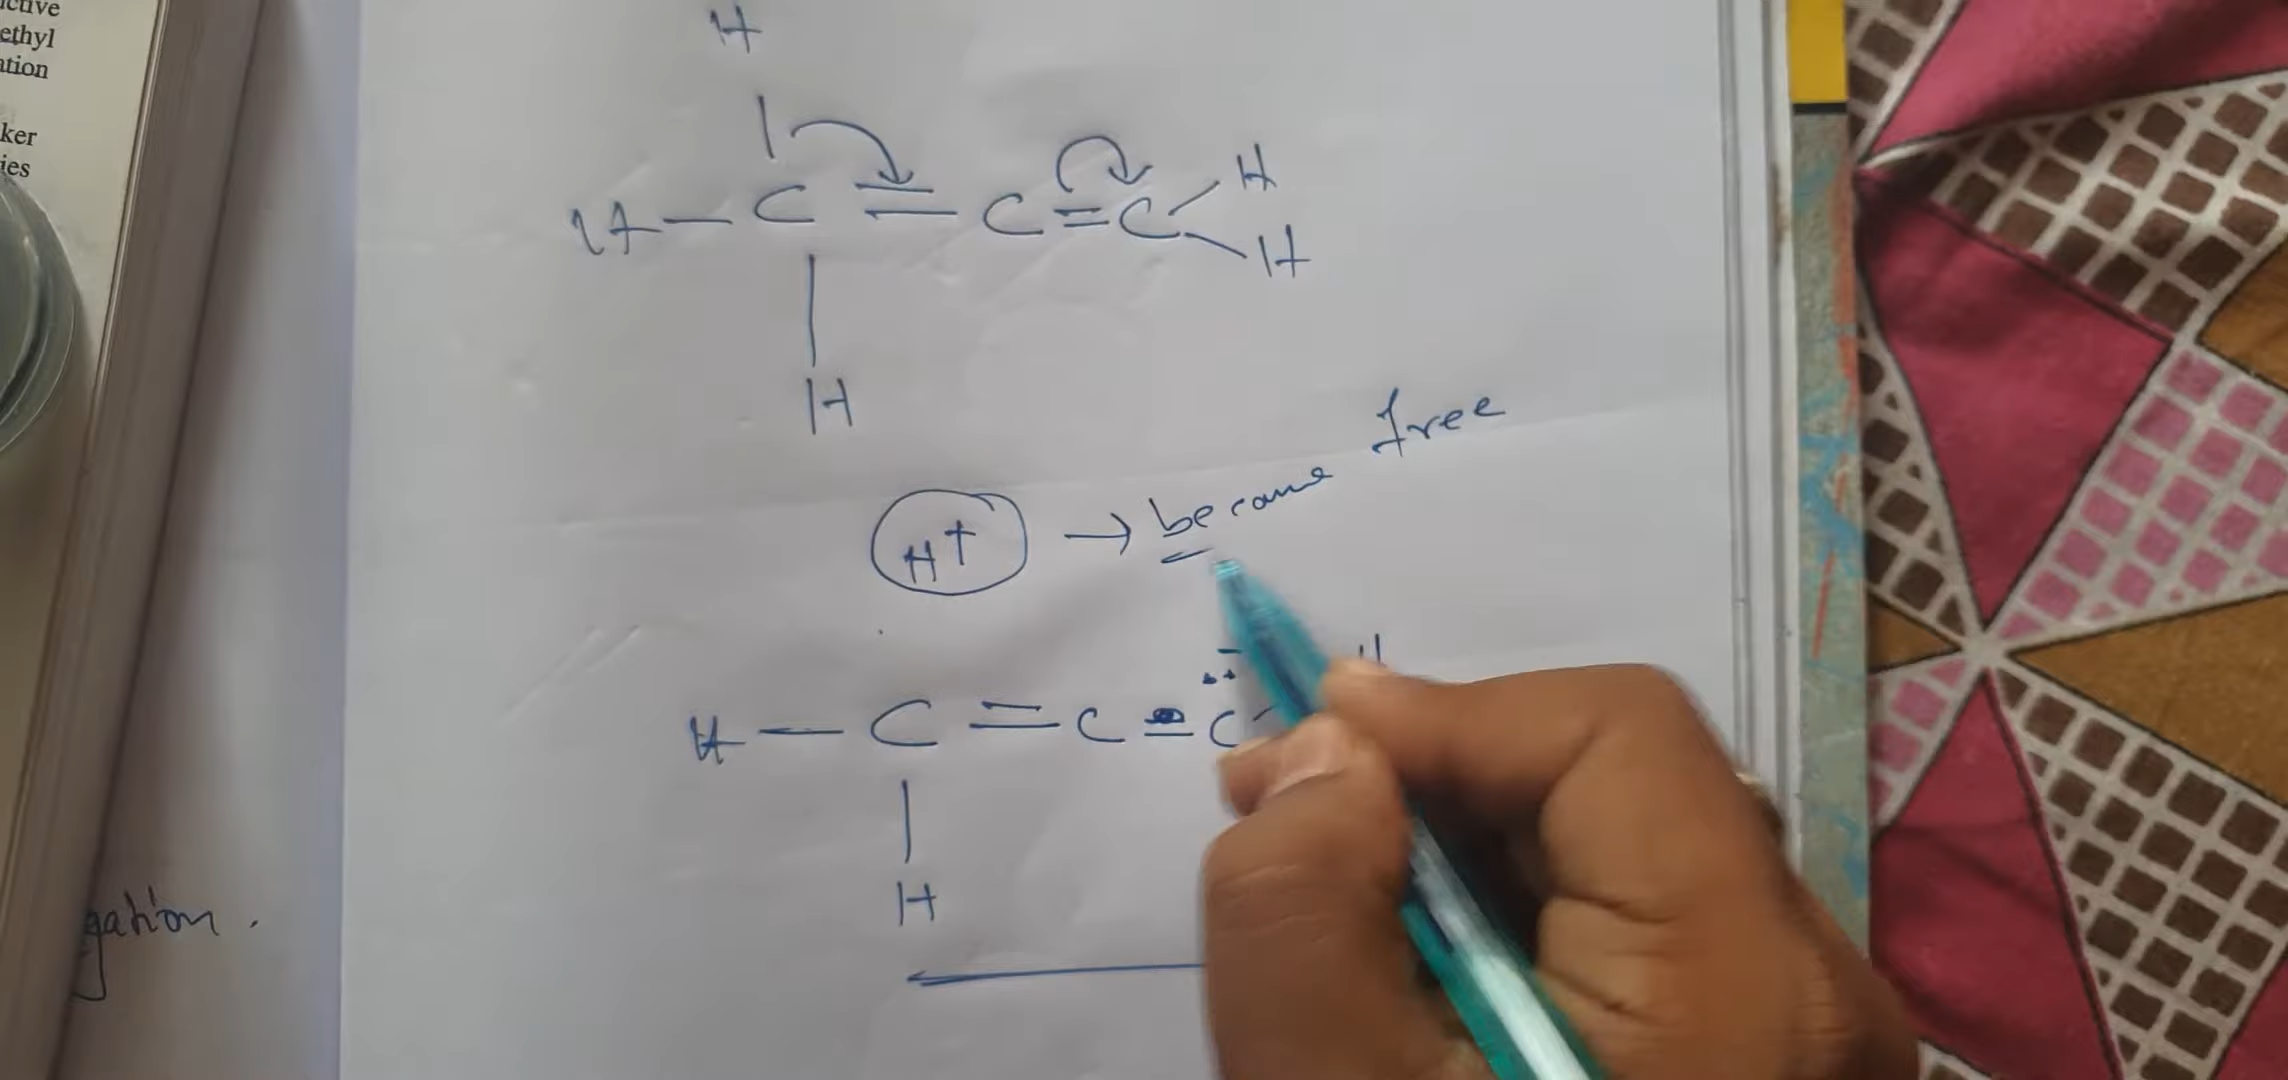 ctive
ethyl
ation
ker
ies
H
H — C = C = C H
H
H
H+ → became free
H — C = C = C
H
gation.